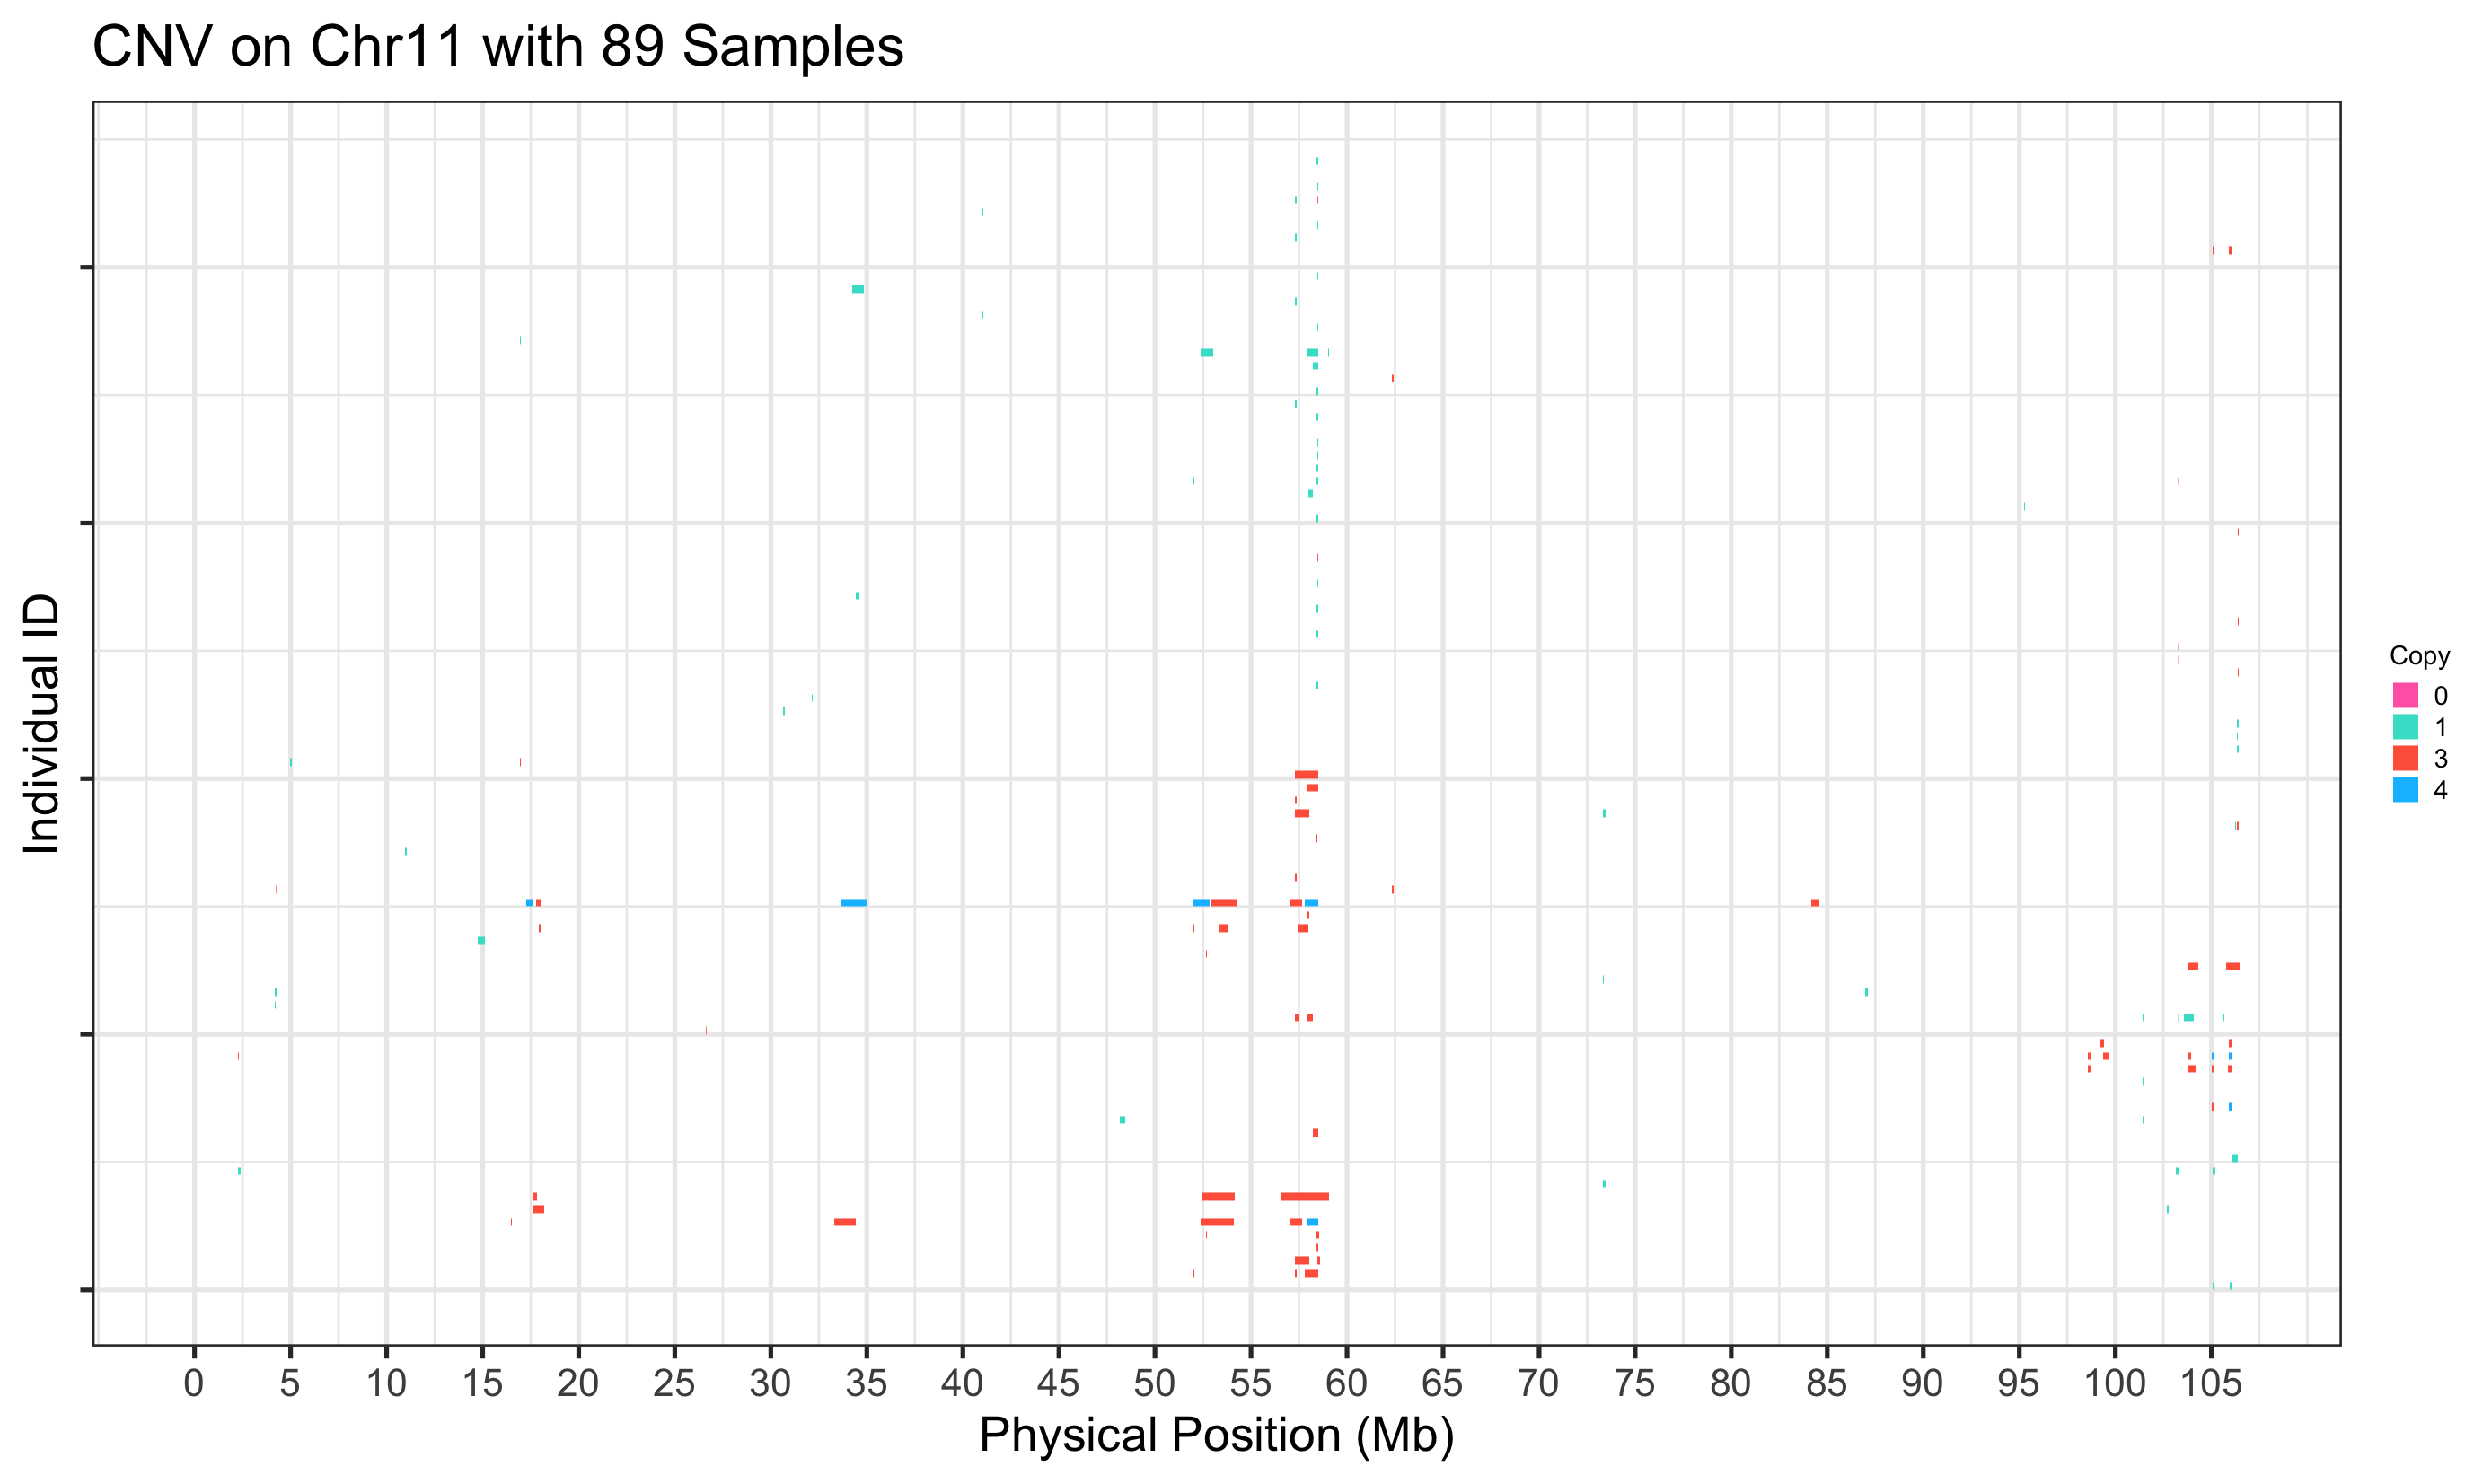 CNV on Chr11 with 89 Samples
Individual ID
Copy
0
1
3
4
0 5 10 15 20 25 30 35 40 45 50 55 60 65 70 75 80 85 90 95 100 105
Physical Position (Mb)